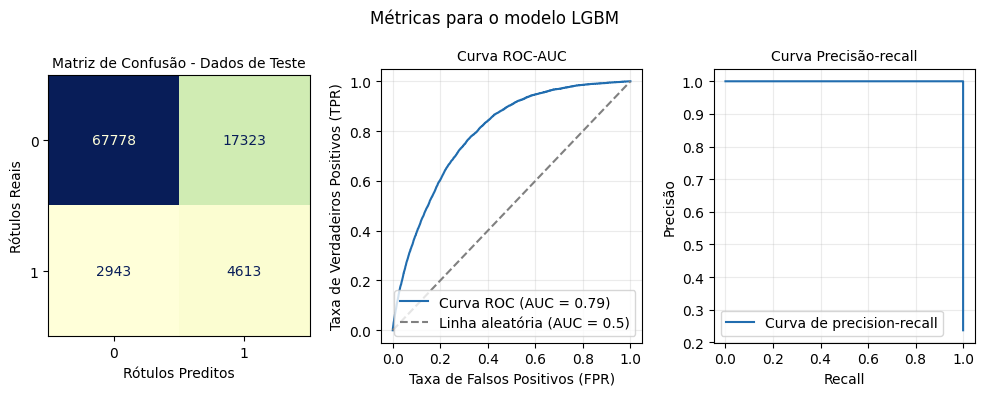 Métricas para o modelo LGBM
Matriz de Confusão - Dados de Teste
Rótulos Reais
0
1
67778
17323
2943
4613
0
1
Rótulos Preditos
Curva ROC-AUC
Taxa de Verdadeiros Positivos (TPR)
1.0
0.8
0.6
0.4
0.2
0.0
Curva ROC (AUC = 0.79)
Linha aleatória (AUC = 0.5)
0.0
0.2
0.4
0.6
0.8
1.0
Taxa de Falsos Positivos (FPR)
Curva Precisão-recall
Precisão
1.0
0.9
0.8
0.7
0.6
0.5
0.4
0.3
0.2
Curva de precision-recall
0.0
0.2
0.4
0.6
0.8
1.0
Recall